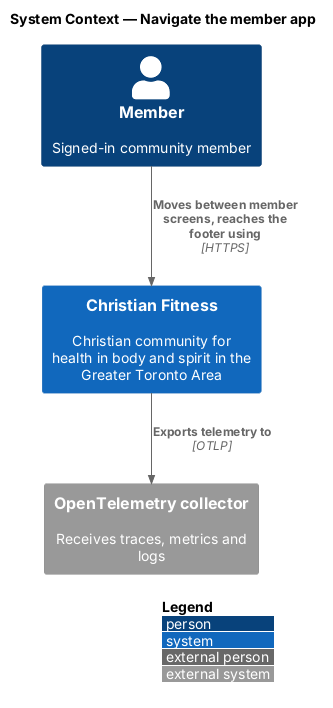 System Context — Navigate the member app
Member
Signed-in community member
Moves between member
screens, reaches the
footer using
[HTTPS]
Christian Fitness
Christian community for
health in body and spirit in the
Greater Toronto Area
Exports telemetry to
[OTLP]
OpenTelemetry collector
Receives traces, metrics and
logs
Legend
person
system
external person
external system